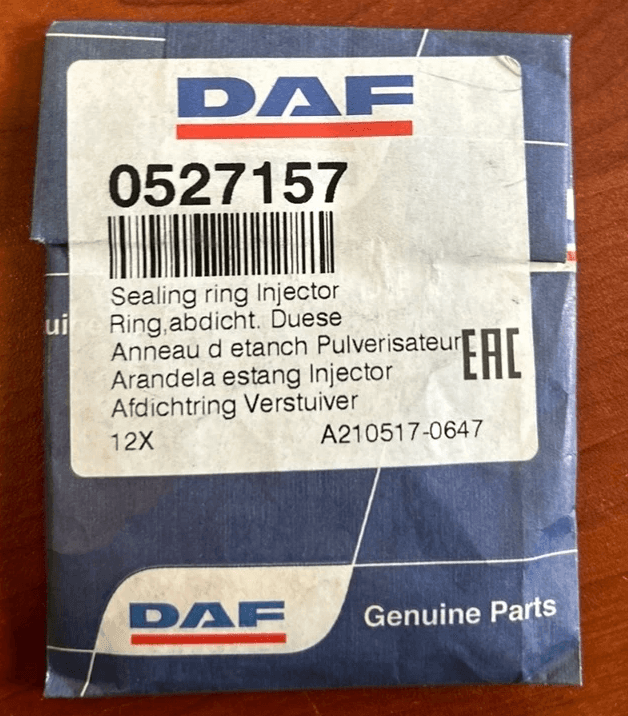 DAF
0527157
Sealing ring Injector
Ring,abdicht. Duese
Anneau d etanch Pulverisateur
EAC
Arandela estang Injector
Afdichtring Verstuiver
12X A210517-0647
DAF
Genuine Parts